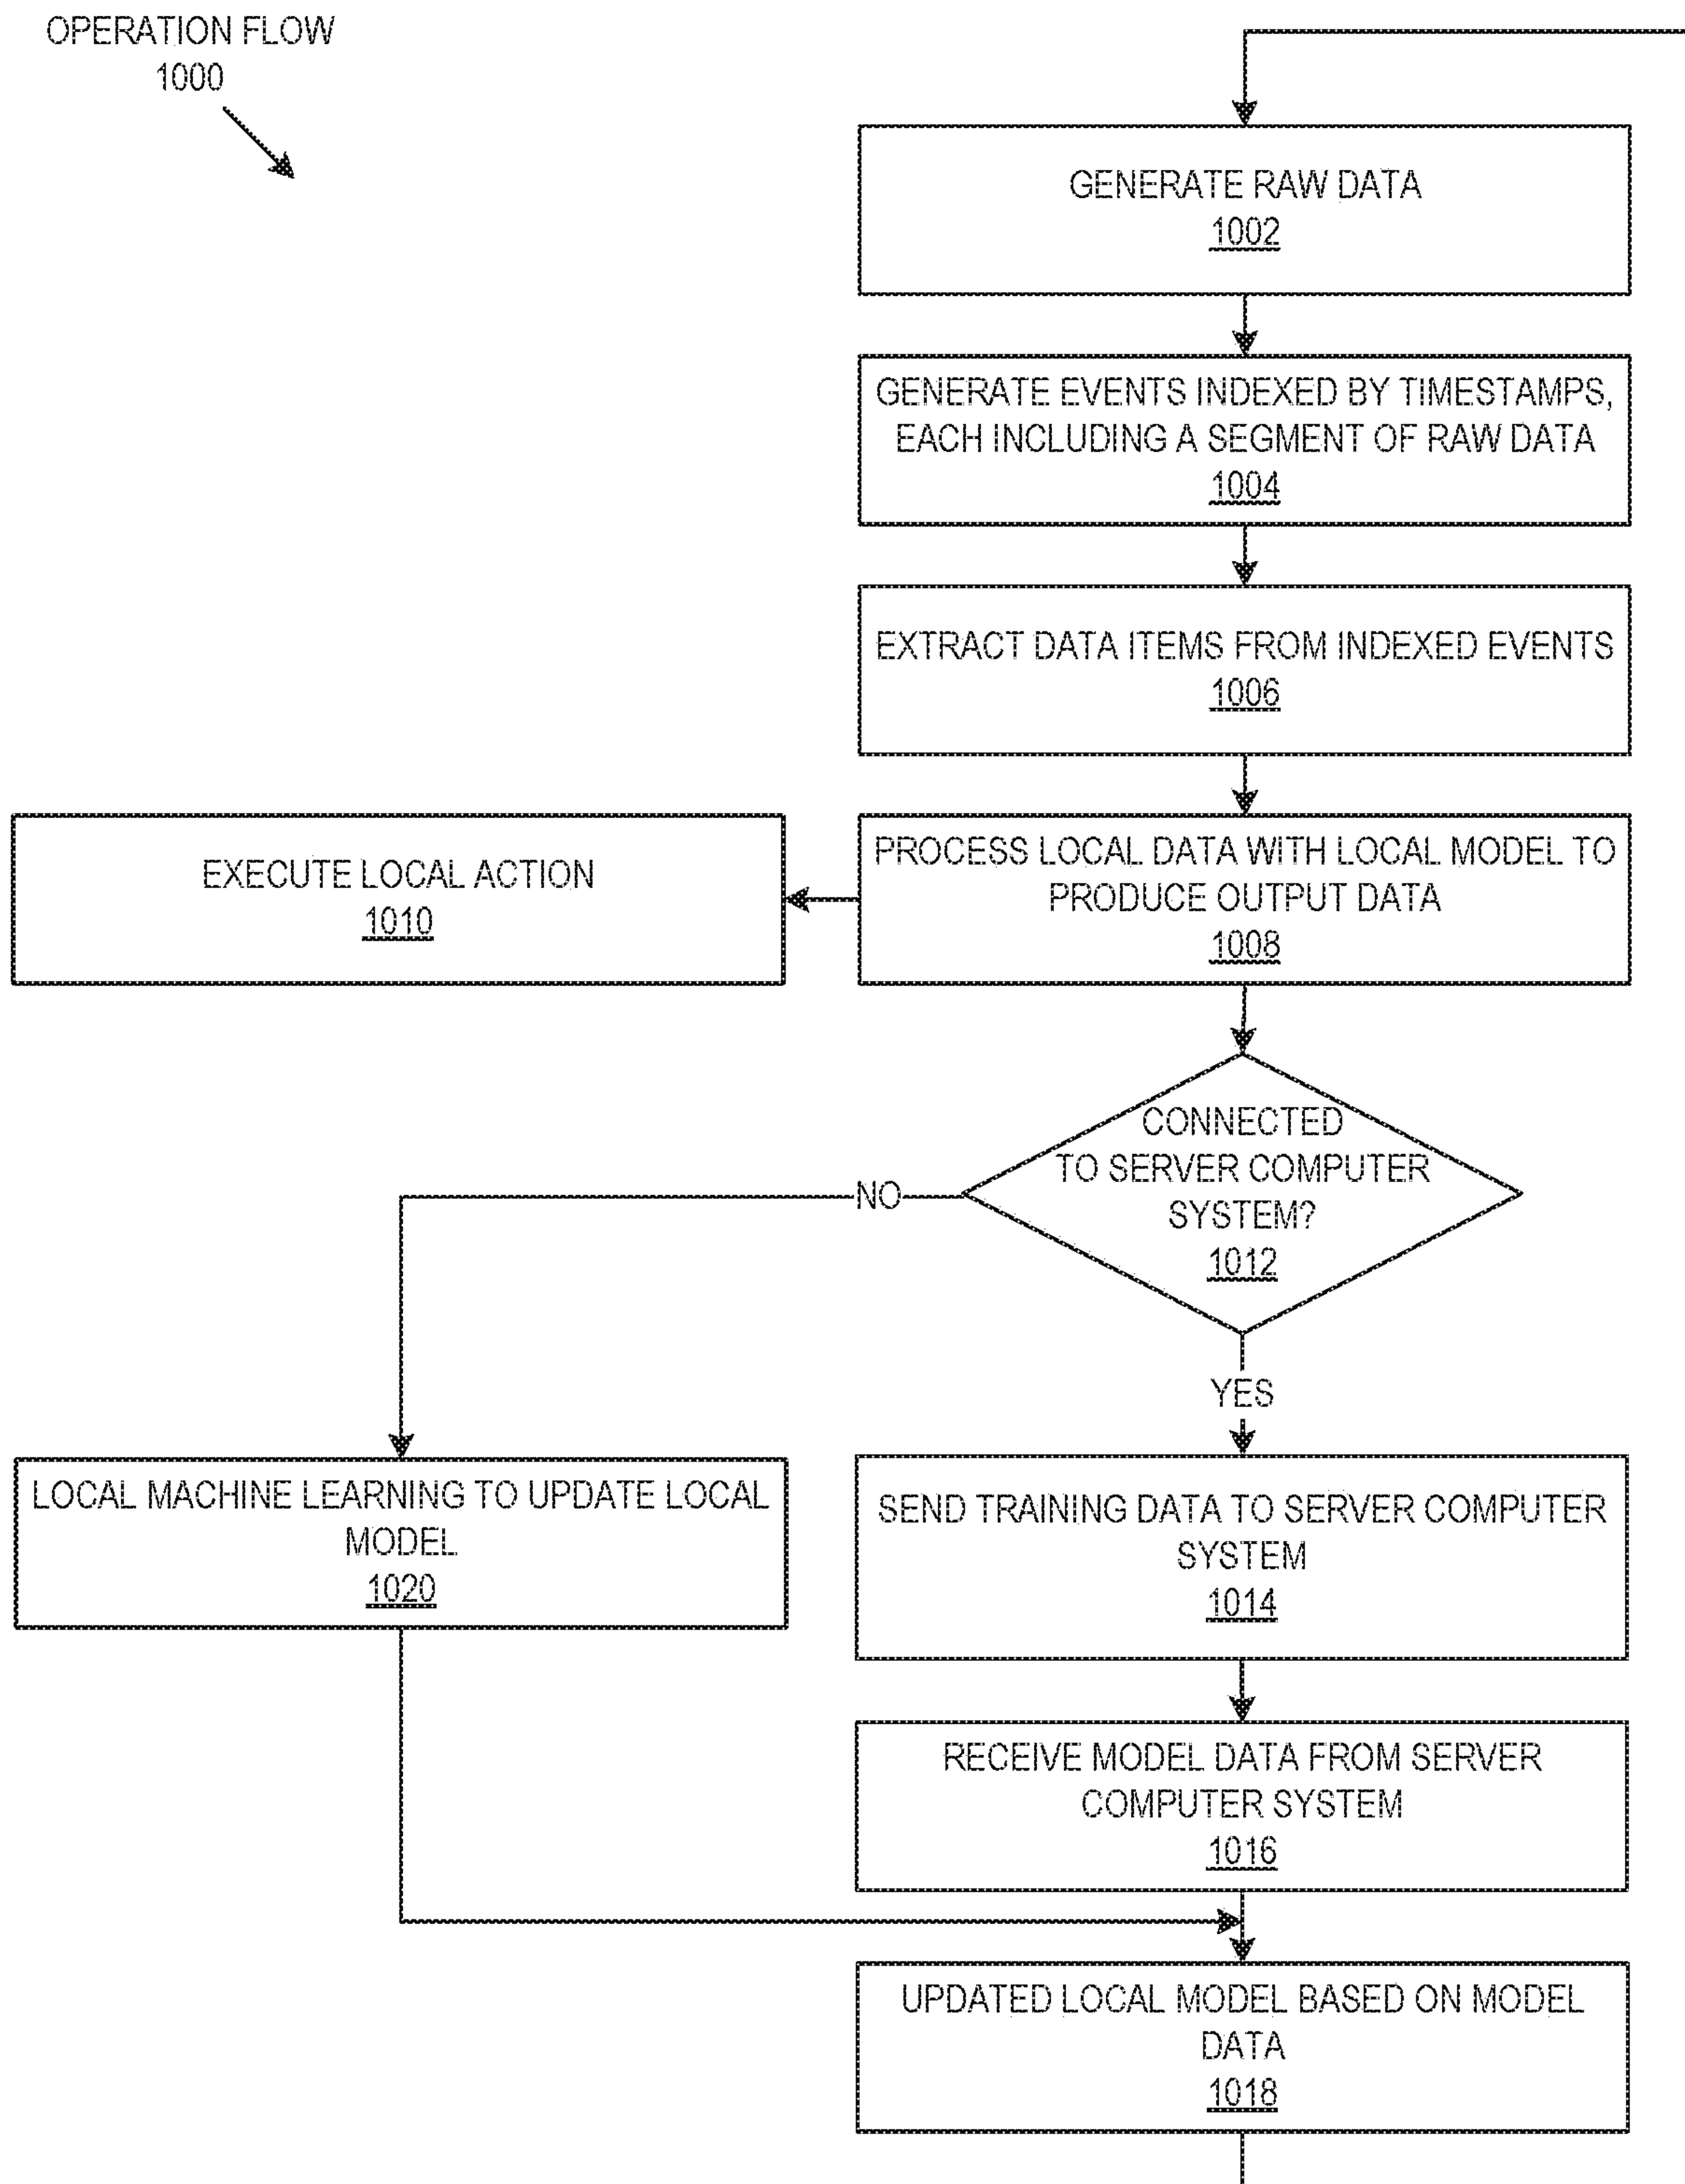 OPERATION FLOW
1000
GENERATE RAW DATA
1002
GENERATE EVENTS INDEXED BY TIMESTAMPS,
EACH INCLUDING A SEGMENT OF RAW DATA
1004
EXTRACT DATA ITEMS FROM INDEXED EVENTS
1006
EXECUTE LOCAL ACTION
1010
PROCESS LOCAL DATA WITH LOCAL MODEL TO
PRODUCE OUTPUT DATA
1008
CONNECTED
TO SERVER COMPUTER
SYSTEM?
1012
NO
YES
LOCAL MACHINE LEARNING TO UPDATE LOCAL
MODEL
1020
SEND TRAINING DATA TO SERVER COMPUTER
SYSTEM
1014
RECEIVE MODEL DATA FROM SERVER
COMPUTER SYSTEM
1016
UPDATED LOCAL MODEL BASED ON MODEL
DATA
1018